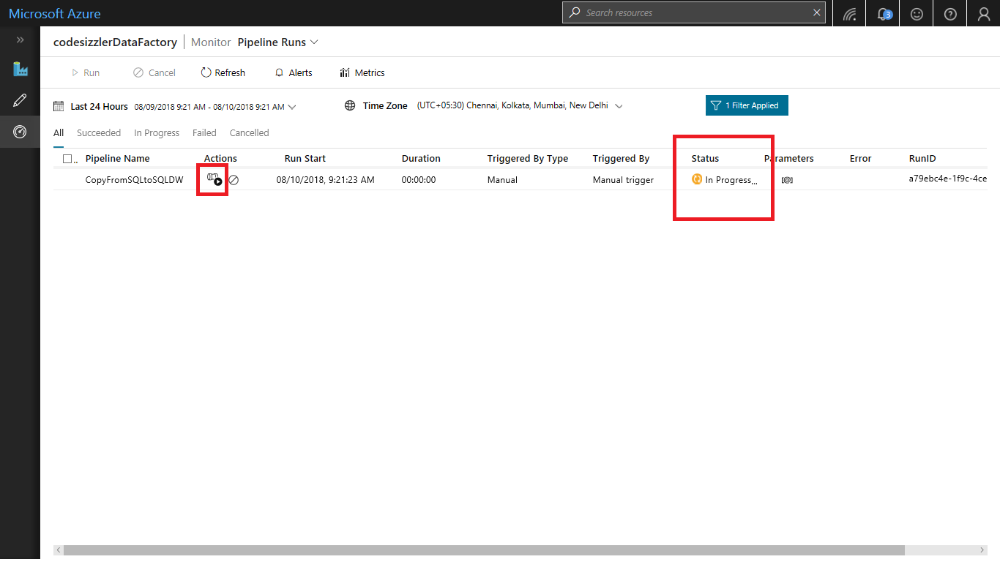 Microsoft Azure
Search resources
3
codesizzlerDataFactory Monitor Pipeline Runs
Run Cancel Refresh Alerts Metrics
Last 24 Hours 08/09/2018 9:21 AM - 08/10/2018 9:21 AM Time Zone (UTC+05:30) Chennai, Kolkata, Mumbai, New Delhi 1 Filter Applied
All Succeeded In Progress Failed Cancelled
Pipeline Name Actions Run Start Duration Triggered By Type Triggered By Status Parameters Error RunID
CopyFromSQLtoSQLDW 08/10/2018, 9:21:23 AM 00:00:00 Manual Manual trigger In Progress... [@] a79ebc4e-1f9c-4ce